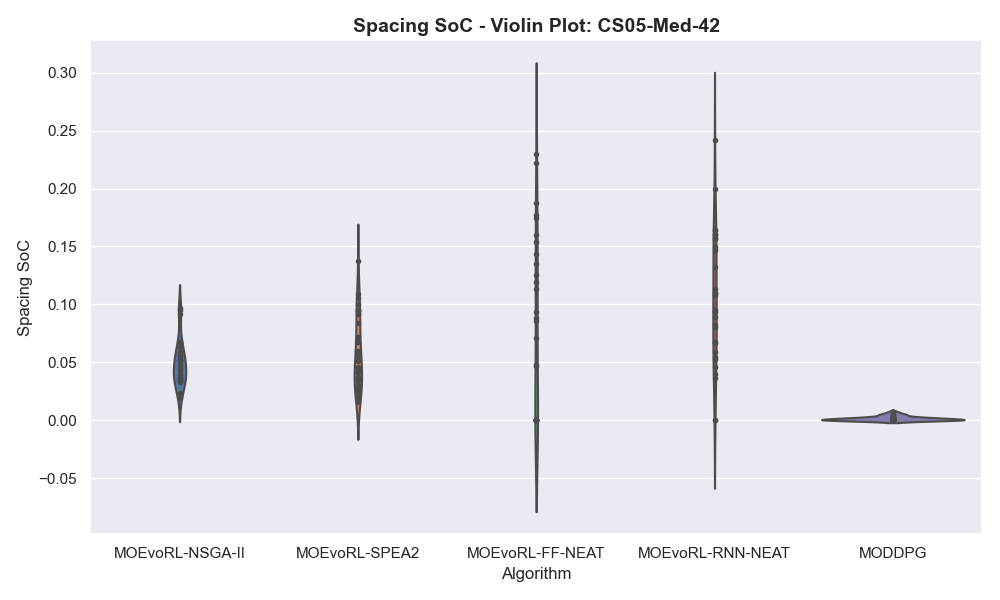 Spacing SoC - Violin Plot: CS05-Med-42
0.30
0.25
0.20
0.15
0.10
0.05
0.00
−0.05
Spacing SoC
MOEvoRL-NSGA-II
MOEvoRL-SPEA2
MOEvoRL-FF-NEAT
MOEvoRL-RNN-NEAT
MODDPG
Algorithm